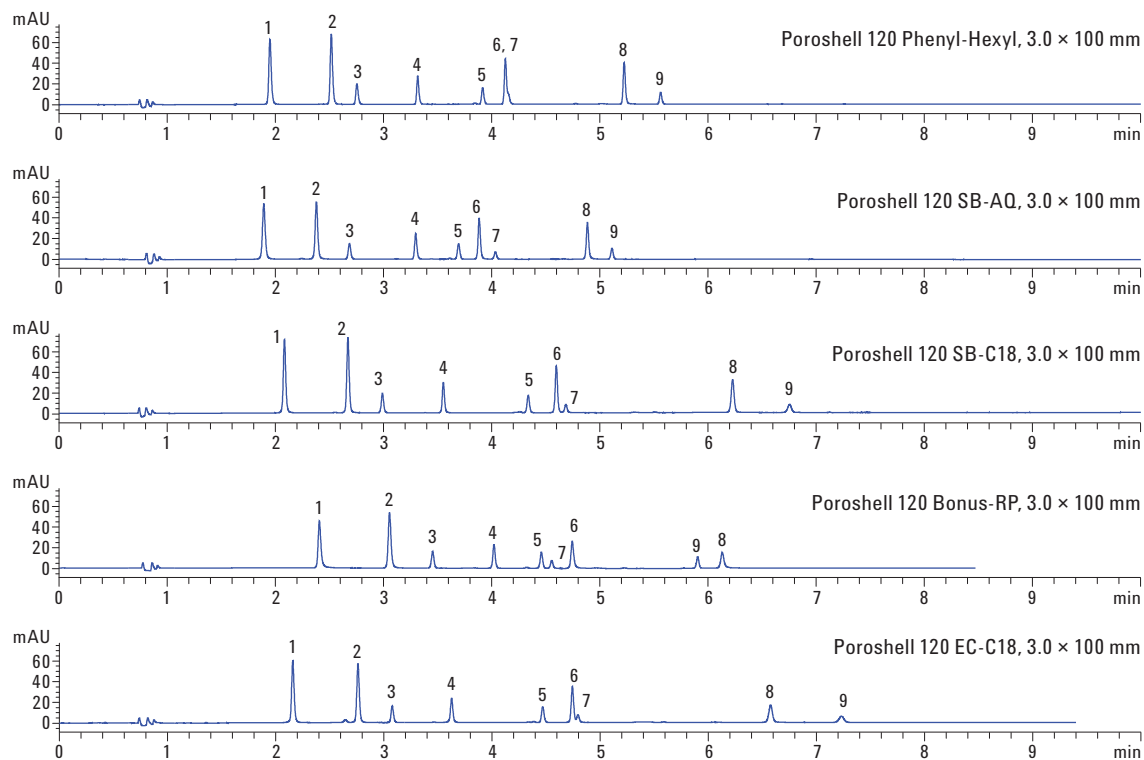 mAU
Poroshell 120 Phenyl-Hexyl, 3.0 × 100 mm
60
40
20
0
1 2 3 4 5 6, 7 8 9
0 1 2 3 4 5 6 7 8 9 min
mAU
Poroshell 120 SB-AQ, 3.0 × 100 mm
60
40
20
0
1 2 3 4 5 6 7 8 9
0 1 2 3 4 5 6 7 8 9 min
mAU
Poroshell 120 SB-C18, 3.0 × 100 mm
60
40
20
0
1 2 3 4 5 6 7 8 9
0 1 2 3 4 5 6 7 8 9 min
mAU
Poroshell 120 Bonus-RP, 3.0 × 100 mm
60
40
20
0
1 2 3 4 5 7 6 9 8
0 1 2 3 4 5 6 7 8 9 min
mAU
Poroshell 120 EC-C18, 3.0 × 100 mm
60
40
20
0
1 2 3 4 5 6 7 8 9
0 1 2 3 4 5 6 7 8 9 min